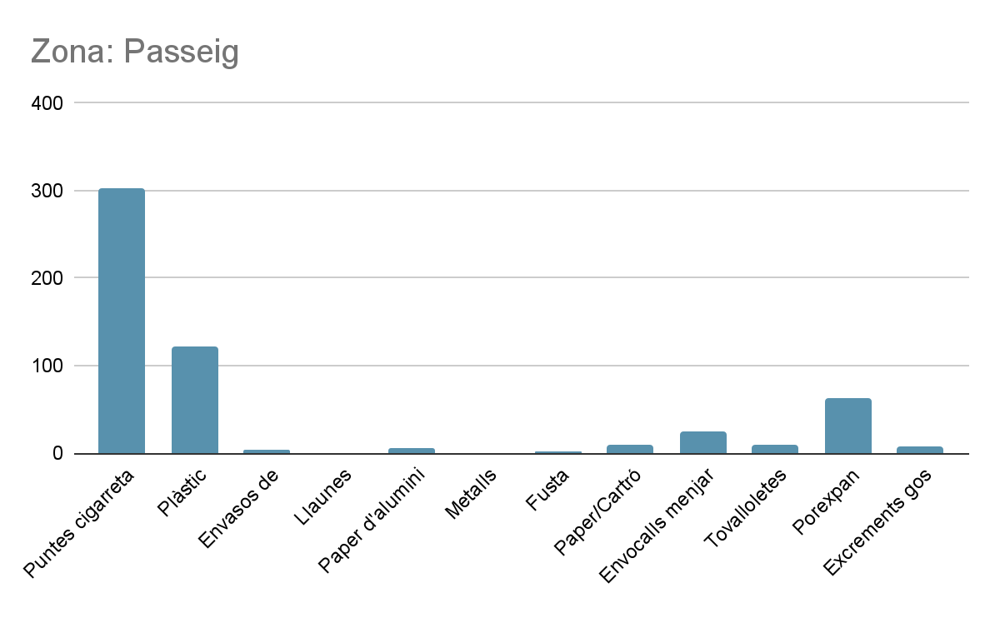 Zona: Passeig
400
300
200
100
0
Puntes cigarreta
Plàstic
Envasos de
Llaunes
Paper d'alumini
Metalls
Fusta
Paper/Cartró
Envocalls menjar
Tovalloletes
Porexpan
Excrements gos